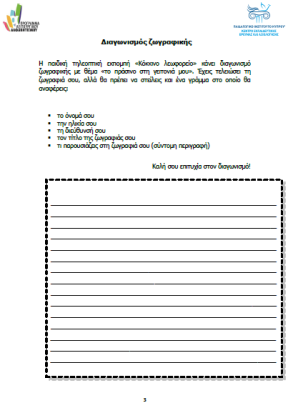 Διαγωνισμός ζωγραφικής
Η παιδική τηλεοπτική εκπομπή «Κόκκινο λεωφορείο» κάνει διαγωνισμό
ζωγραφικής με θέμα «το πράσινο στη γειτονιά μου». Έχεις τελειώσει τη
ζωγραφιά σου, αλλά θα πρέπει να στείλεις και ένα γράμμα στο οποίο θα
αναφέρεις:
• το όνομά σου
• την ηλικία σου
• τη διεύθυνσή σου
• τον τίτλο της ζωγραφιάς σου
• τι παρουσιάζεις στη ζωγραφιά σου (σύντομη περιγραφή)
Καλή σου επιτυχία στον διαγωνισμό!